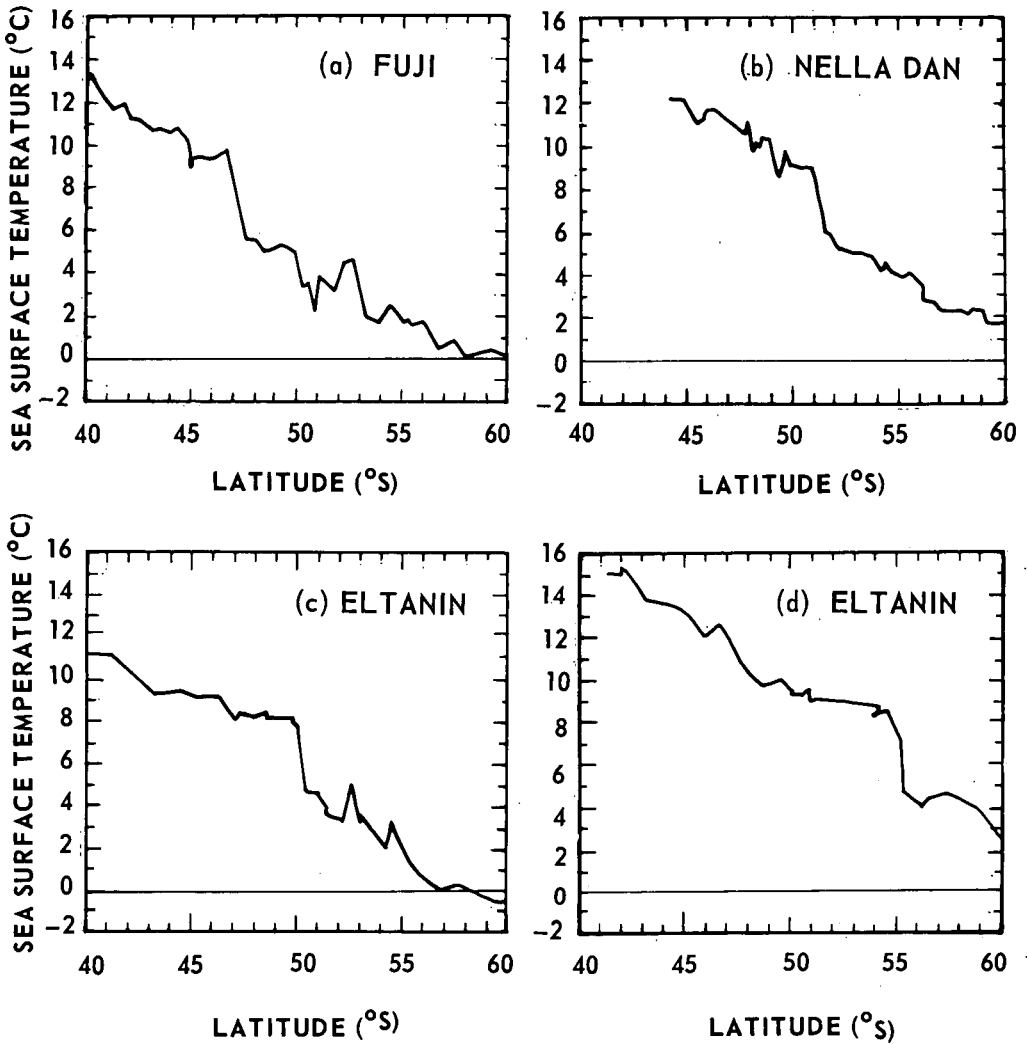 SEA SURFACE TEMPERATURE (°C)
16
14
12
10
8
6
4
2
0
−2
(a) FUJI
40 45 50 55 60
LATITUDE (°S)
16
14
12
10
8
6
4
2
0
−2
(b) NELLA DAN
40 45 50 55 60
LATITUDE (°S)
SEA SURFACE TEMPERATURE (°C)
16
14
12
10
8
6
4
2
0
−2
(c) ELTANIN
40 45 50 55 60
LATITUDE (°S)
16
14
12
10
8
6
4
2
0
−2
(d) ELTANIN
40 45 50 55 60
LATITUDE (°S)